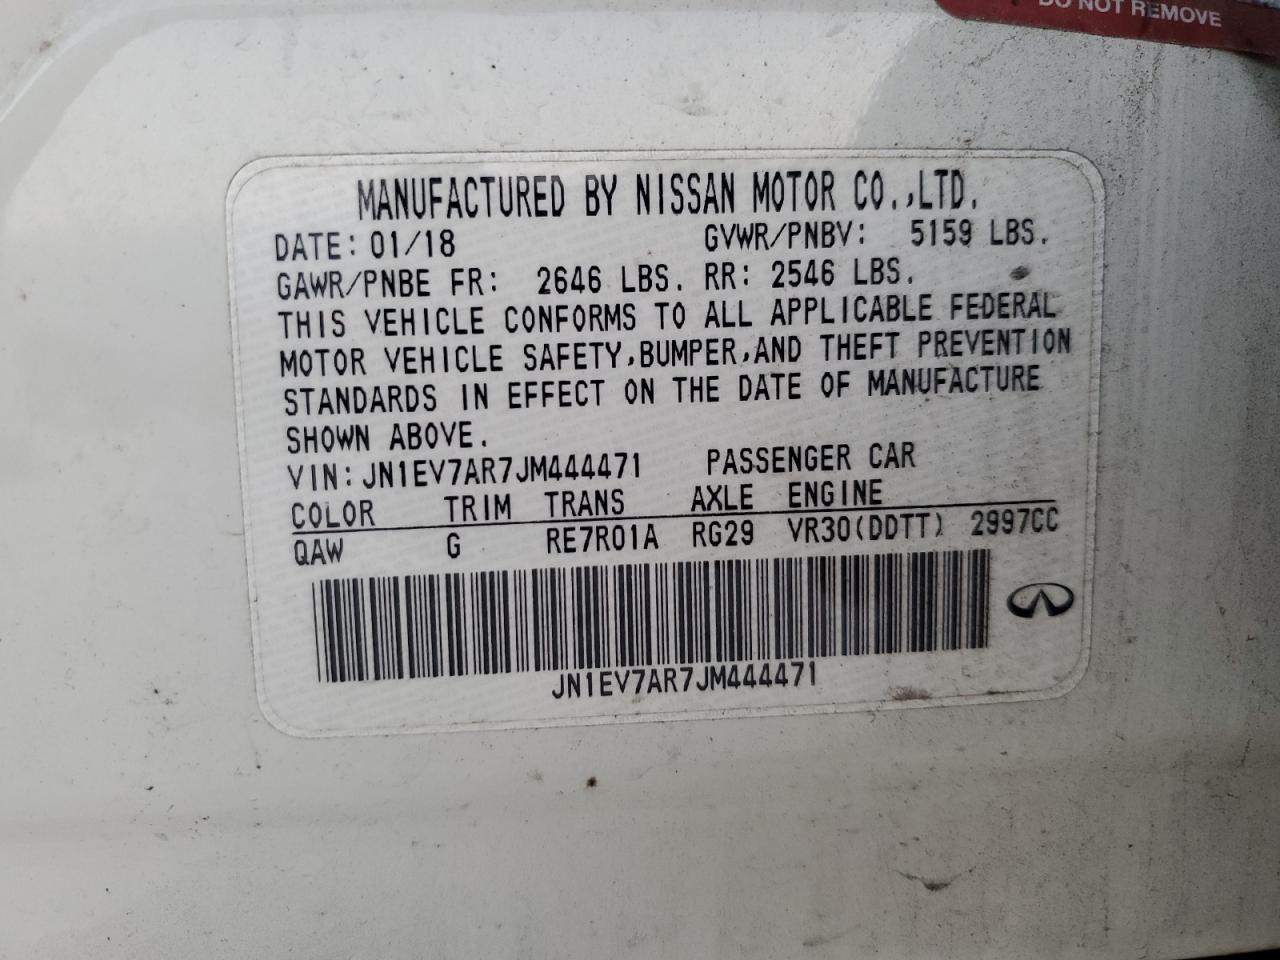 DO NOT REMOVE
MANUFACTURED BY NISSAN MOTOR CO.,LTD.
DATE: 01/18 GVWR/PNBV: 5159 LBS.
GAWR/PNBE FR: 2646 LBS. RR: 2546 LBS.
THIS VEHICLE CONFORMS TO ALL APPLICABLE FEDERAL
MOTOR VEHICLE SAFETY,BUMPER,AND THEFT PREVENTION
STANDARDS IN EFFECT ON THE DATE OF MANUFACTURE
SHOWN ABOVE.
VIN: JN1EV7AR7JM444471 PASSENGER CAR
COLOR TRIM TRANS AXLE ENGINE
QAW G RE7R01A RG29 VR30(DDTT) 2997CC
JN1EV7AR7JM444471